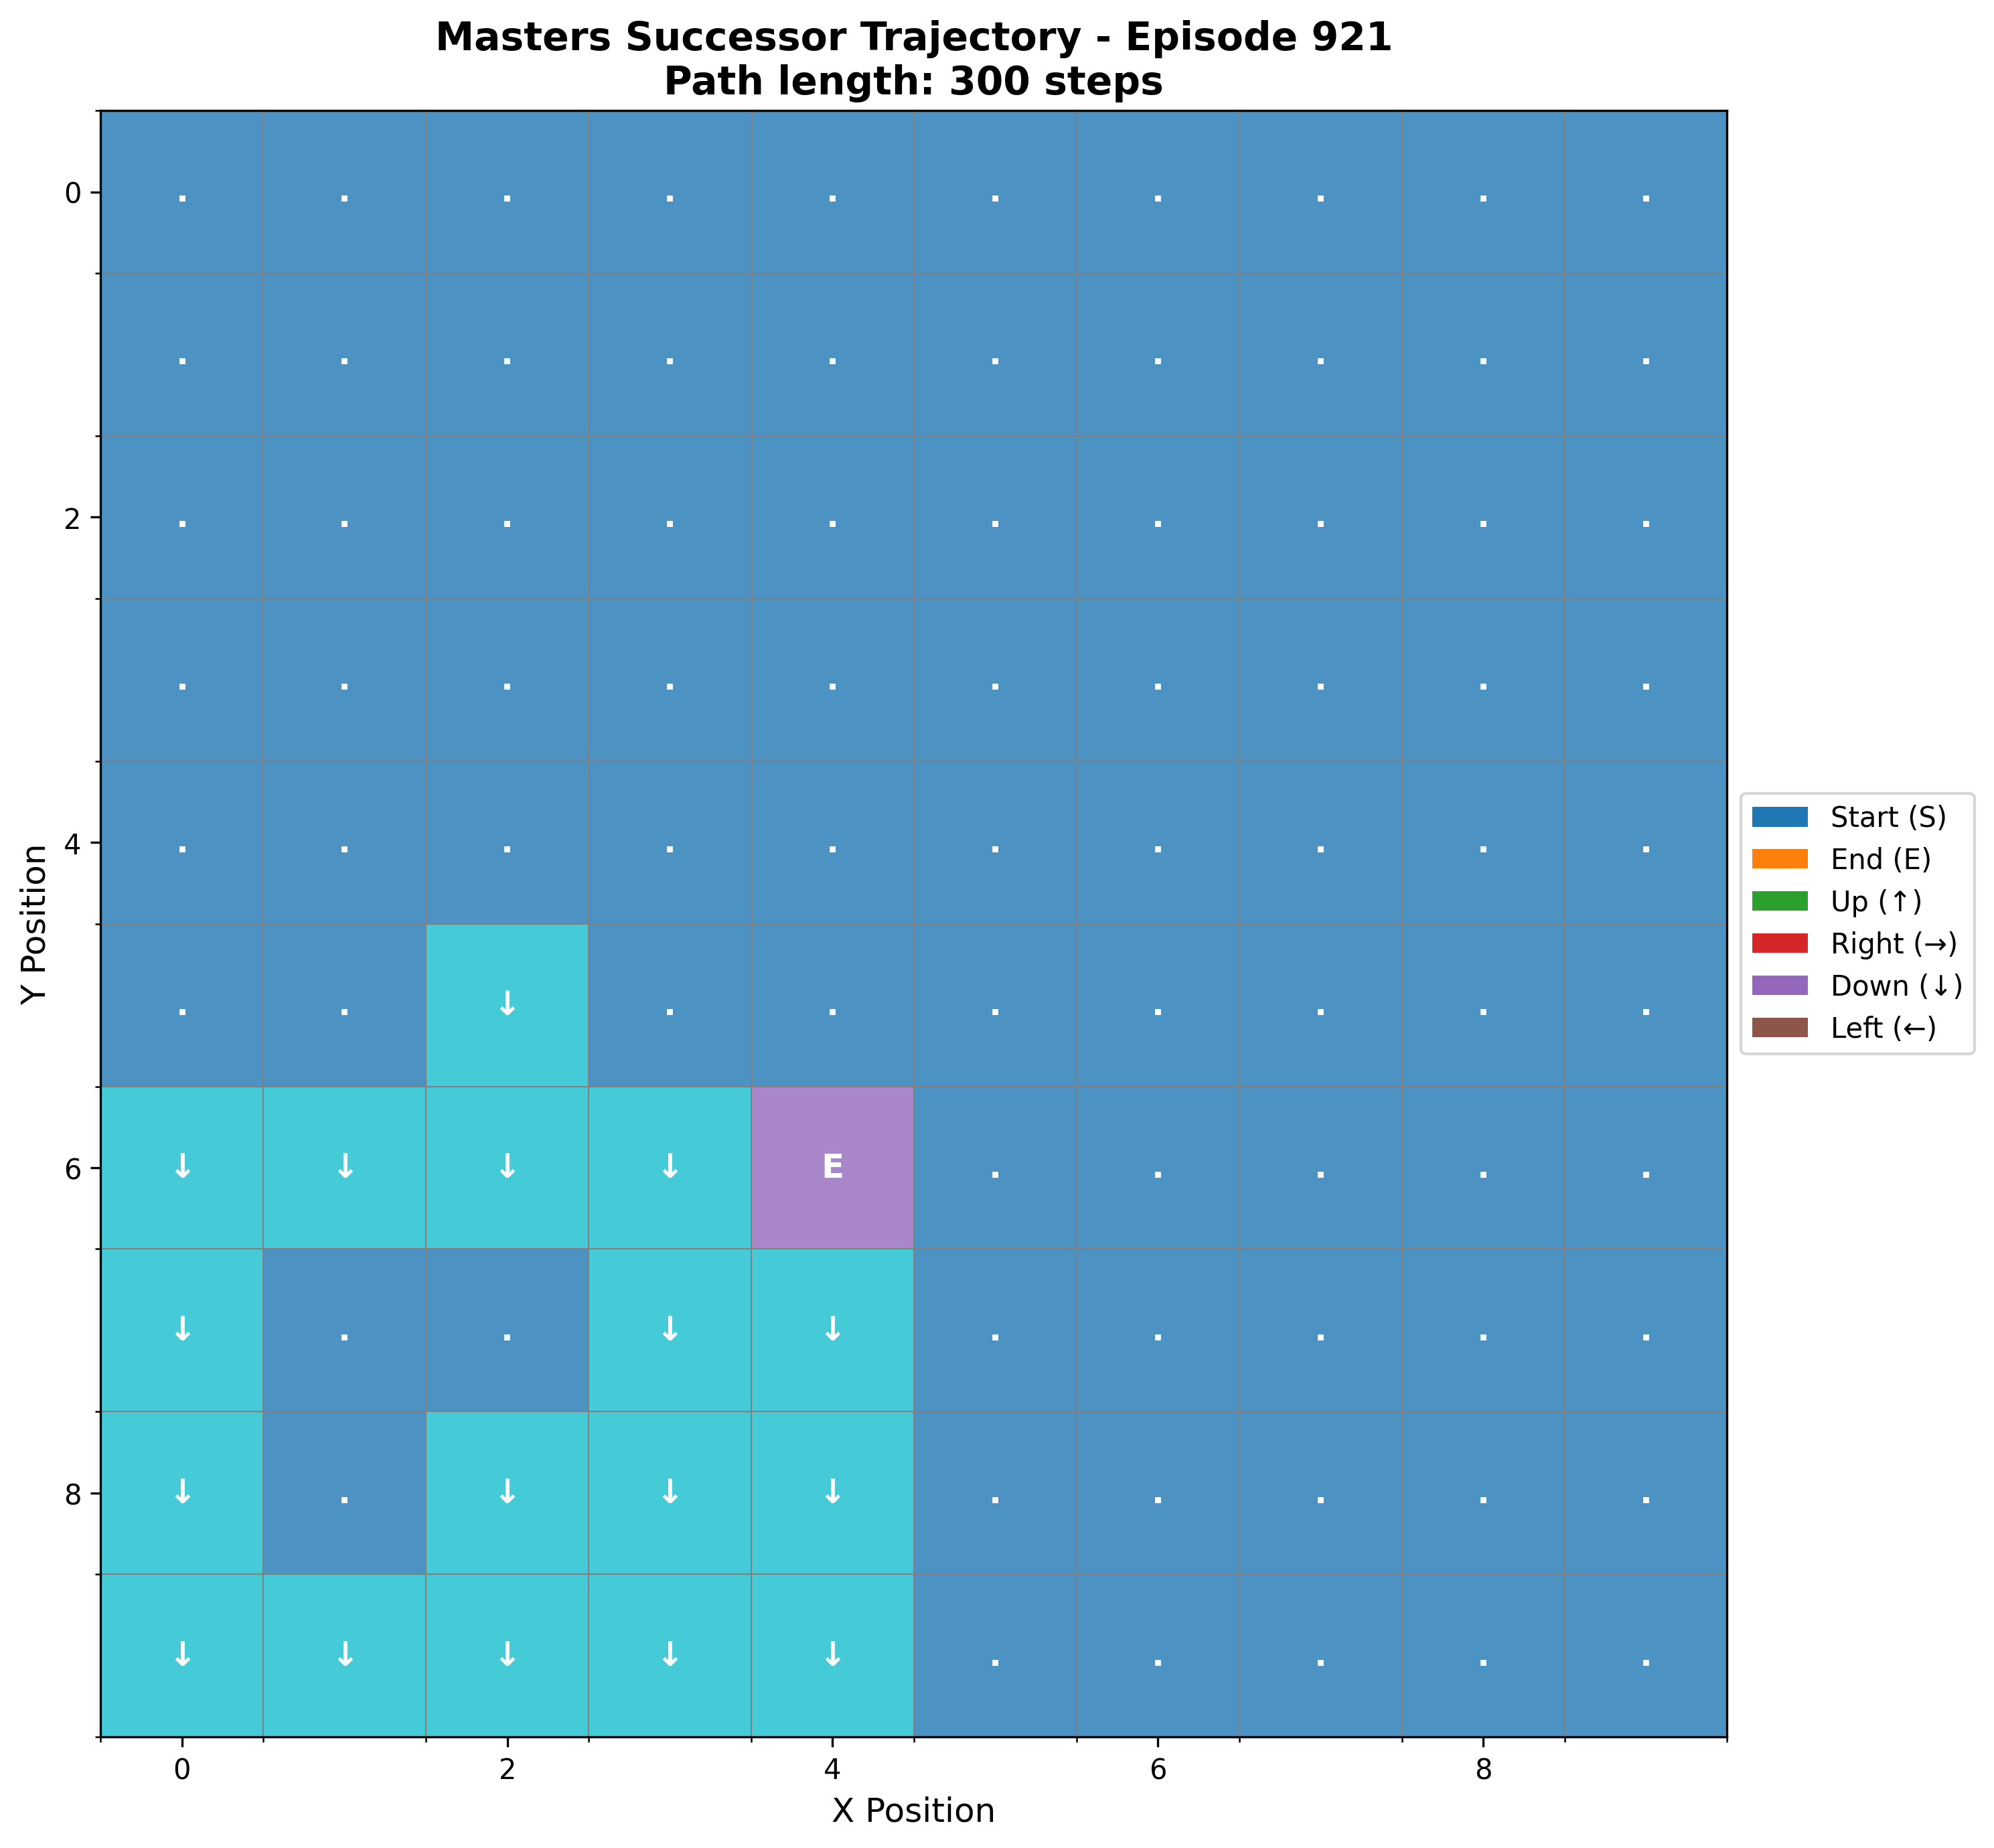 Masters Successor Trajectory - Episode 921
Path length: 300 steps
0 . . . . . . . . . .
. . . . . . . . . .
2 . . . . . . . . . .
. . . . . . . . . .
4 . . . . . . . . . .
. . ↓ . . . . . . .
6 ↓ ↓ ↓ ↓ E . . . . .
↓ . . ↓ ↓ . . . . .
8 ↓ . ↓ ↓ ↓ . . . . .
↓ ↓ ↓ ↓ ↓ . . . . .
0 2 4 6 8
X Position
Y Position
Start (S)
End (E)
Up (↑)
Right (→)
Down (↓)
Left (←)